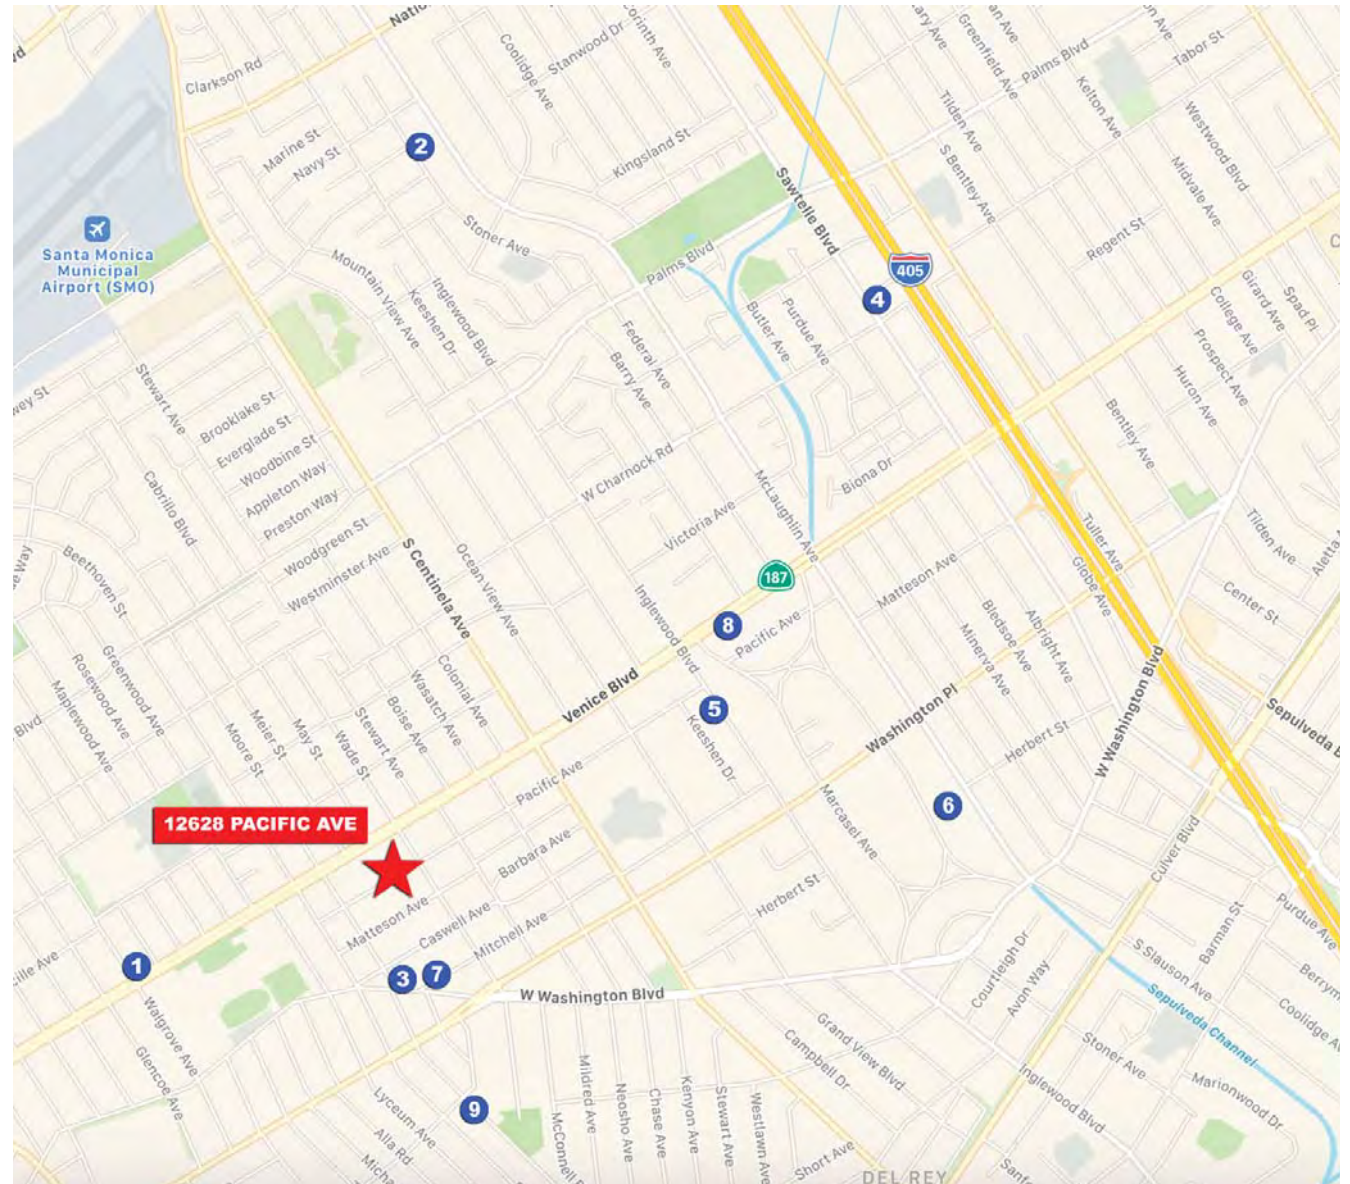 Clarkson Rd
Coolidge Ave
Stanwood Dr
Greenfield Ave
Palms Blvd
Tabor St
Kelton Ave
Westwood Blvd
Tilden Ave
Marine St
Navy St
2
Kingsland St
S Bentley Ave
Midvale Ave
Sawtelle Blvd
Regent St
Santa Monica
Municipal
Airport (SMO)
Stoner Ave
Palms Blvd
405
4
Mountain View Ave
Keeshen Dr
Inglewood Blvd
Butler Ave
Purdue Ave
Girard Ave
Spad Pl
College Ave
Prospect Ave
Huron Ave
Federal Ave
Barry Ave
Stewart Ave
Brooklake St
Everglade St
Woodbine St
Appleton Way
Preston Way
Woodgreen St
Westminster Ave
Cabrillo Blvd
Bentley Ave
W Charnock Rd
Biona Dr
McLaughlin Ave
Victoria Ave
Tuller Ave
Globe Ave
Tilden Ave
Aletta
Center St
Beethoven St
S Centinela Ave
Ocean View Ave
187
Matteson Ave
Inglewood Blvd
8
Pacific Ave
Bledsoe Ave
Minerva Ave
Albright Ave
Greenwood Ave
Rosewood Ave
Maplewood Ave
Colonial Ave
Wasatch Ave
Boise Ave
Stewart Ave
Wade St
May St
Meier St
Moore St
Venice Blvd
5
Keeshen Dr
Washington Pl
Herbert St
W Washington Blvd
Sepulveda
Pacific Ave
12628 PACIFIC AVE
Marcasel Ave
6
Culver Blvd
Barbara Ave
Herbert St
Matteson Ave
Caswell Ave
Mitchell Ave
Purdue Ave
Barman St
1
3
7
W Washington Blvd
Courtleigh Dr
Avon Way
S Slauson Ave
Sepulveda Channel
Coolidge
Walgrove Ave
Glencoe Ave
Grand View Blvd
Campbell Dr
Stoner Ave
Marionwood Dr
Inglewood Blvd
Lyceum Ave
Alla Rd
9
McConnell
Mildred Ave
Neosho Ave
Chase Ave
Kenyon Ave
Stewart Ave
Westlawn Ave
Short Ave
DEL REY